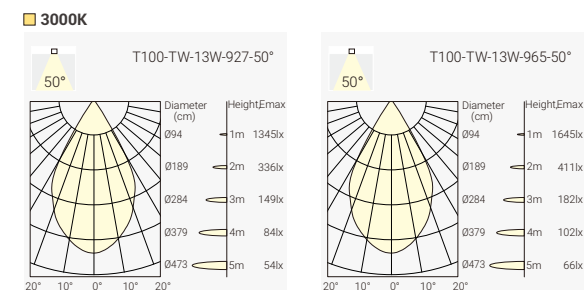 3000K
T100-TW-13W-927-50°
50°
Diameter (cm) Height Emax
Ø94 1m 1345lx
Ø189 2m 336lx
Ø284 3m 149lx
Ø379 4m 84lx
Ø473 5m 54lx
20° 10° 0° 10° 20°
T100-TW-13W-965-50°
50°
Diameter (cm) Height Emax
Ø94 1m 1645lx
Ø189 2m 411lx
Ø284 3m 182lx
Ø379 4m 102lx
Ø473 5m 66lx
20° 10° 0° 10° 20°